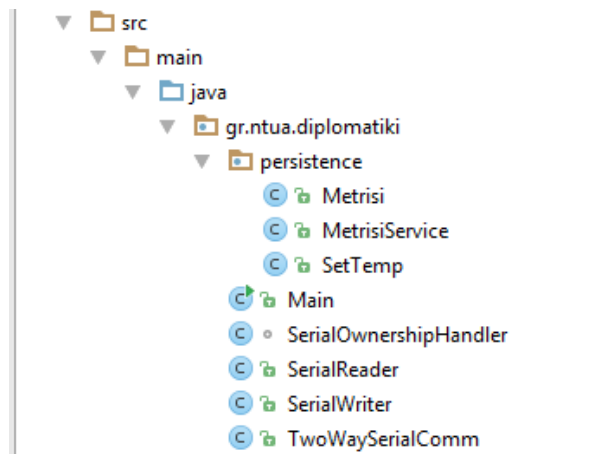 src
main
java
gr.ntua.diplomatiki
persistence
C Metrisi
C MetrisiService
C SetTemp
C Main
C SerialOwnershipHandler
C SerialReader
C SerialWriter
C TwoWaySerialComm